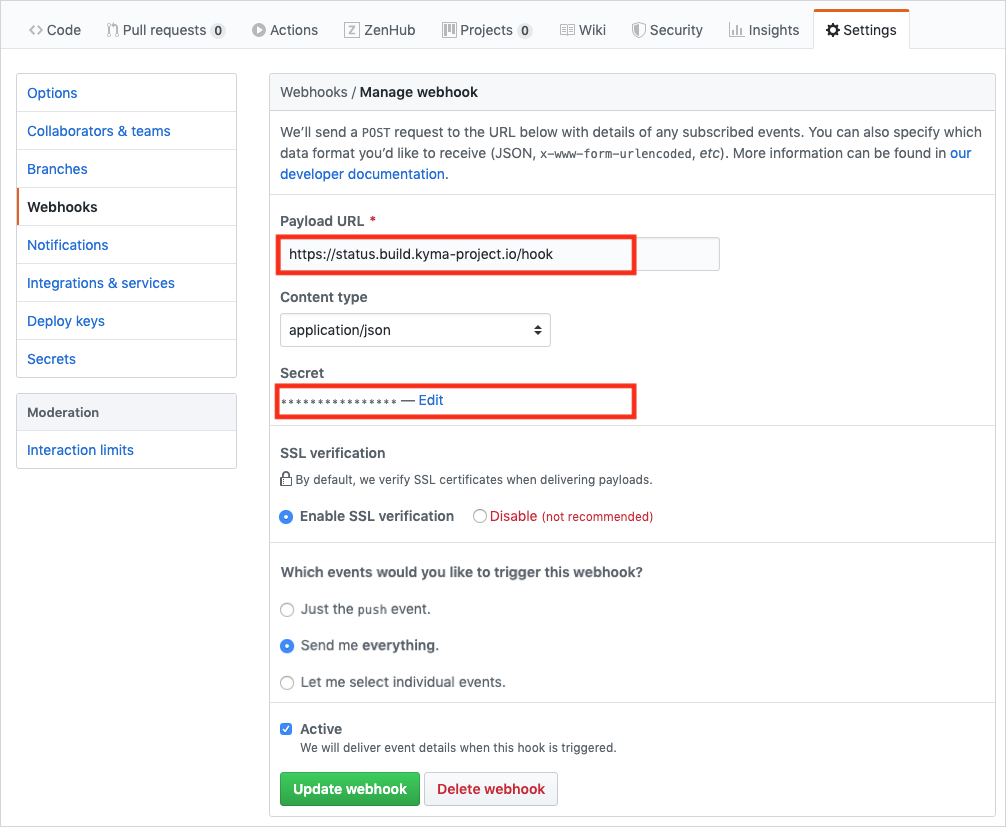 Code Pull requests 0 Actions ZenHub Projects 0 Wiki Security Insights Settings
Options
Collaborators & teams
Branches
Webhooks
Notifications
Integrations & services
Deploy keys
Secrets
Moderation
Interaction limits
Webhooks / Manage webhook
We’ll send a POST request to the URL below with details of any subscribed events. You can also specify which
data format you’d like to receive (JSON, x-www-form-urlencoded, etc). More information can be found in our
developer documentation.
Payload URL *
https://status.build.kyma-project.io/hook
Content type
application/json
Secret
**************** — Edit
SSL verification
By default, we verify SSL certificates when delivering payloads.
Enable SSL verification Disable (not recommended)
Which events would you like to trigger this webhook?
Just the push event.
Send me everything.
Let me select individual events.
Active
We will deliver event details when this hook is triggered.
Update webhook Delete webhook